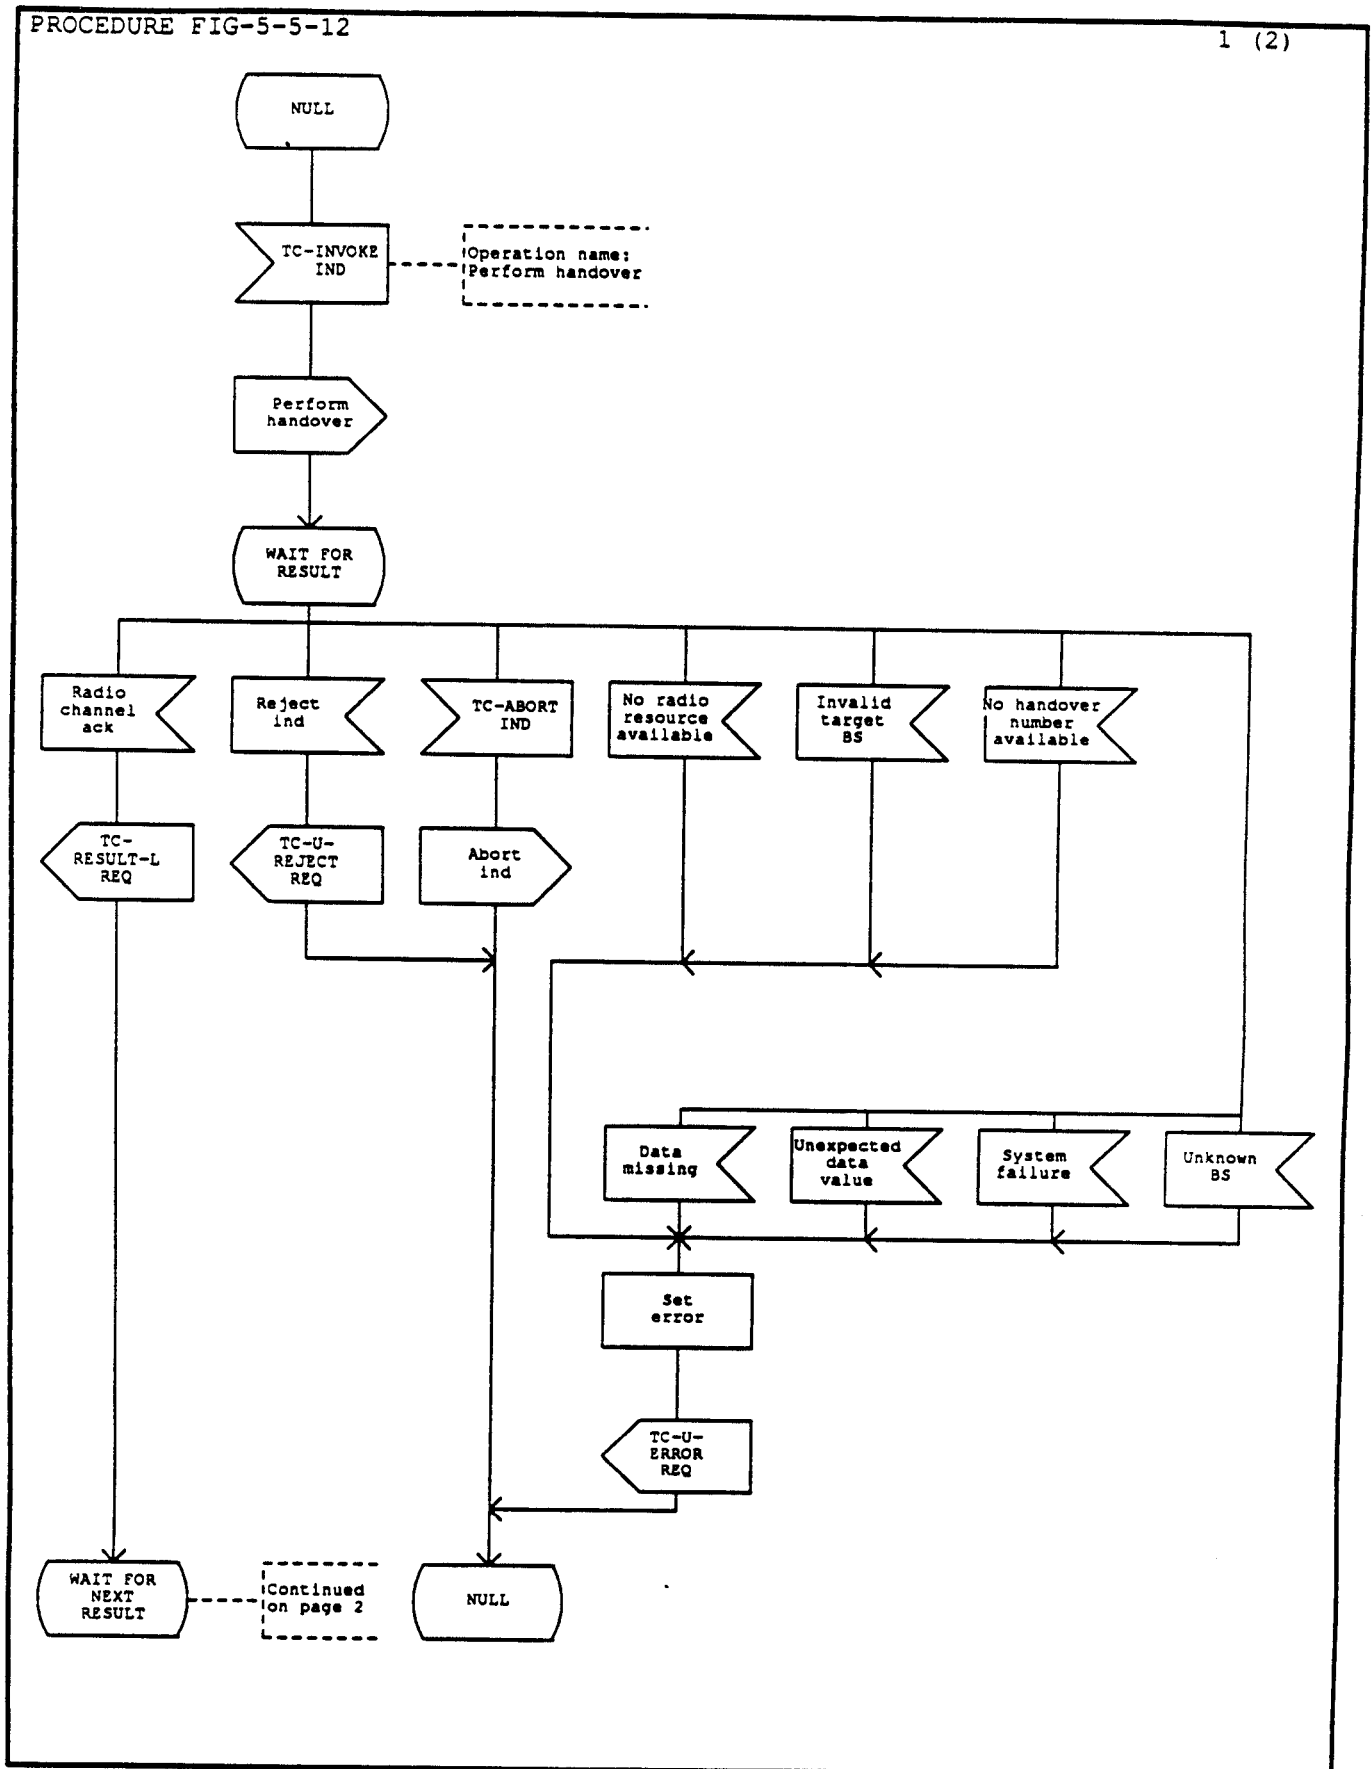 PROCEDURE FIG-5-5-12
1 (2)
NULL
TC-INVOKE
IND
Operation name:
Perform handover
Perform
handover
WAIT FOR
RESULT
Radio
channel
ack
Reject
ind
TC-ABORT
IND
No radio
resource
available
Invalid
target
BS
No handover
number
available
TC-
RESULT-L
REQ
TC-U-
REJECT
REQ
Abort
ind
Data
missing
Unexpected
data
value
System
failure
Unknown
BS
Set
error
TC-U-
ERROR
REQ
WAIT FOR
NEXT
RESULT
Continued
on page 2
NULL